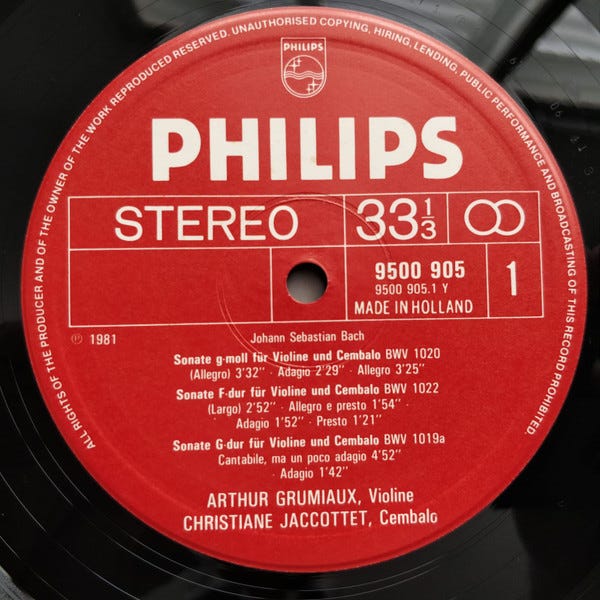 ALL RIGHTS OF THE PRODUCER AND OF THE OWNER OF THE WORK REPRODUCED RESERVED. UNAUTHORISED COPYING, HIRING, LENDING, PUBLIC PERFORMANCE AND BROADCASTING OF THIS RECORD PROHIBITED.
PHILIPS
PHILIPS
STEREO 33 1/3
9500 905
9500 905.1 Y
MADE IN HOLLAND
1
℗ 1981
Johann Sebastian Bach
Sonate g-moll für Violine und Cembalo BWV 1020
(Allegro) 3'32" · Adagio 2'29" · Allegro 3'25"
Sonate F-dur für Violine und Cembalo BWV 1022
(Largo) 2'52" · Allegro e presto 1'54" ·
Adagio 1'52" · Presto 1'21"
Sonate G-dur für Violine und Cembalo BWV 1019a
Cantabile, ma un poco adagio 4'52"
· Adagio 1'42"
ARTHUR GRUMIAUX, Violine
CHRISTIANE JACCOTTET, Cembalo